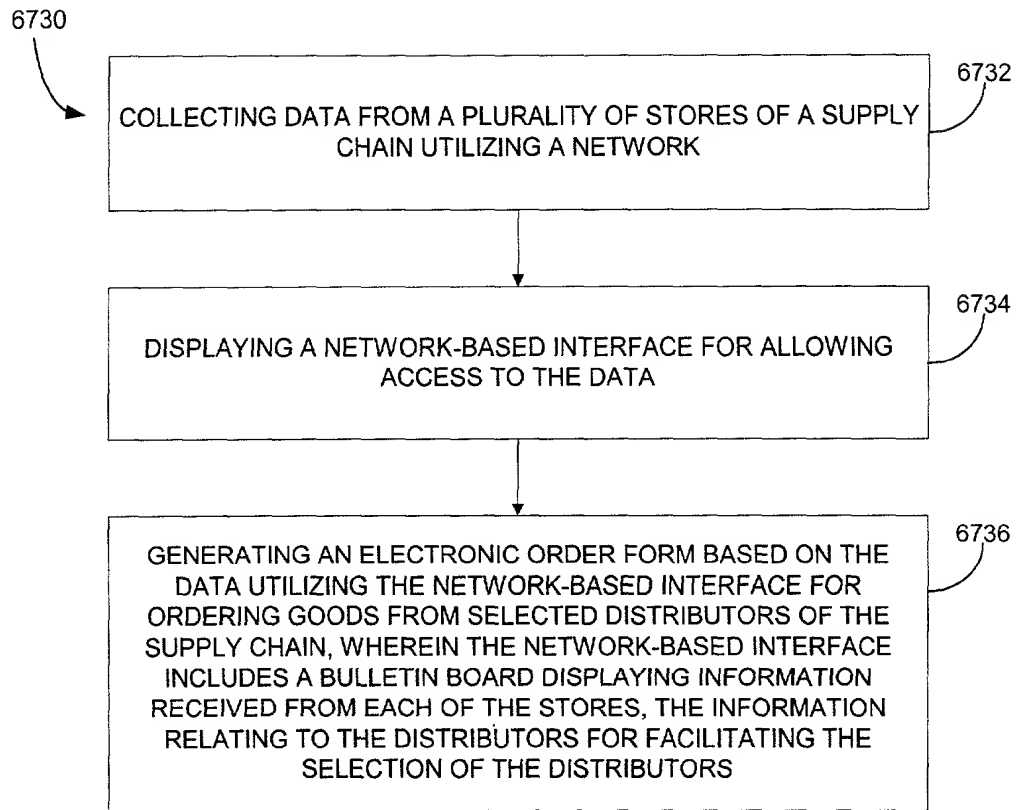 6730
6732
COLLECTING DATA FROM A PLURALITY OF STORES OF A SUPPLY
CHAIN UTILIZING A NETWORK
6734
DISPLAYING A NETWORK-BASED INTERFACE FOR ALLOWING
ACCESS TO THE DATA
6736
GENERATING AN ELECTRONIC ORDER FORM BASED ON THE
DATA UTILIZING THE NETWORK-BASED INTERFACE FOR
ORDERING GOODS FROM SELECTED DISTRIBUTORS OF THE
SUPPLY CHAIN, WHEREIN THE NETWORK-BASED INTERFACE
INCLUDES A BULLETIN BOARD DISPLAYING INFORMATION
RECEIVED FROM EACH OF THE STORES, THE INFORMATION
RELATING TO THE DISTRIBUTORS FOR FACILITATING THE
SELECTION OF THE DISTRIBUTORS